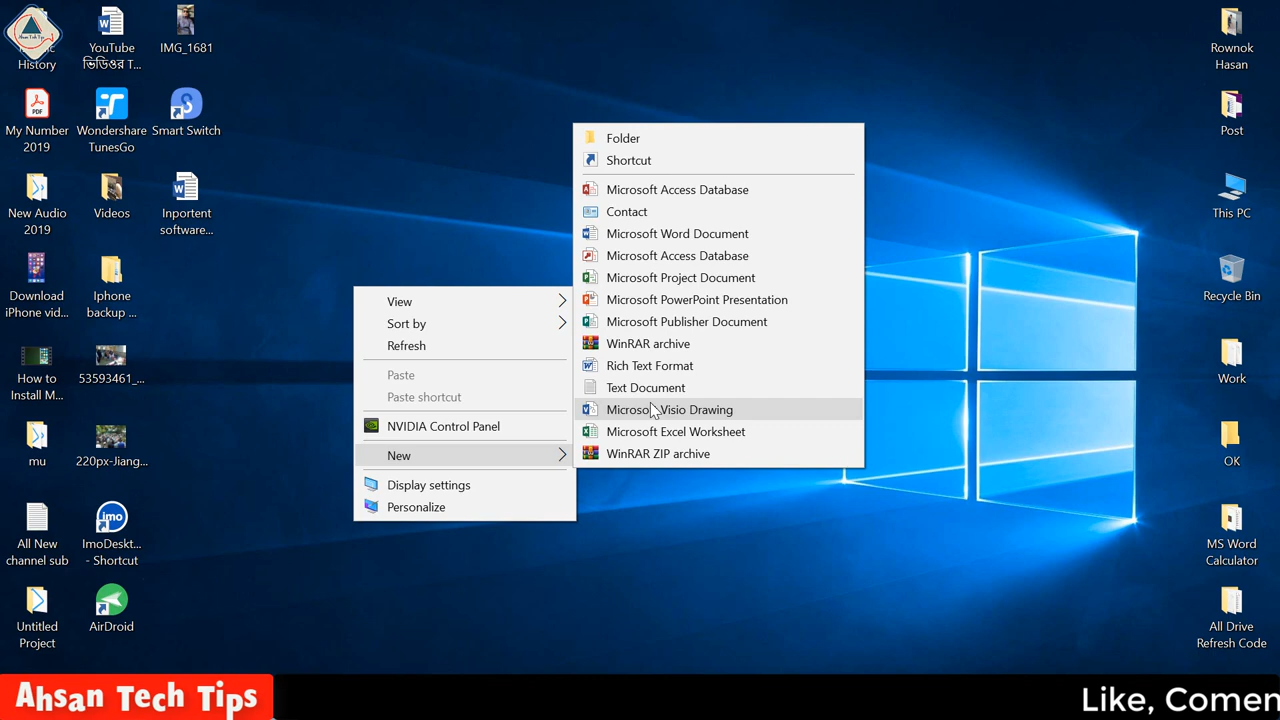 Ahsan Tech Tips
History
YouTube
ভিডিওর T...
IMG_1681
My Number
2019
Wondershare
TunesGo
Smart Switch
New Audio
2019
Videos
Inportent
software...
Download
iPhone vid...
Iphone
backup ...
How to
Install M...
53593461_...
mu
220px-Jiang...
All New
channel sub
ImoDeskt...
- Shortcut
Untitled
Project
AirDroid
View
Sort by
Refresh
Paste
Paste shortcut
NVIDIA Control Panel
New
Display settings
Personalize
Folder
Shortcut
Microsoft Access Database
Contact
Microsoft Word Document
Microsoft Access Database
Microsoft Project Document
Microsoft PowerPoint Presentation
Microsoft Publisher Document
WinRAR archive
Rich Text Format
Text Document
Microsoft Visio Drawing
Microsoft Excel Worksheet
WinRAR ZIP archive
Rownok
Hasan
Post
This PC
Recycle Bin
Work
OK
MS Word
Calculator
All Drive
Refresh Code
Ahsan Tech Tips
Like, Comen